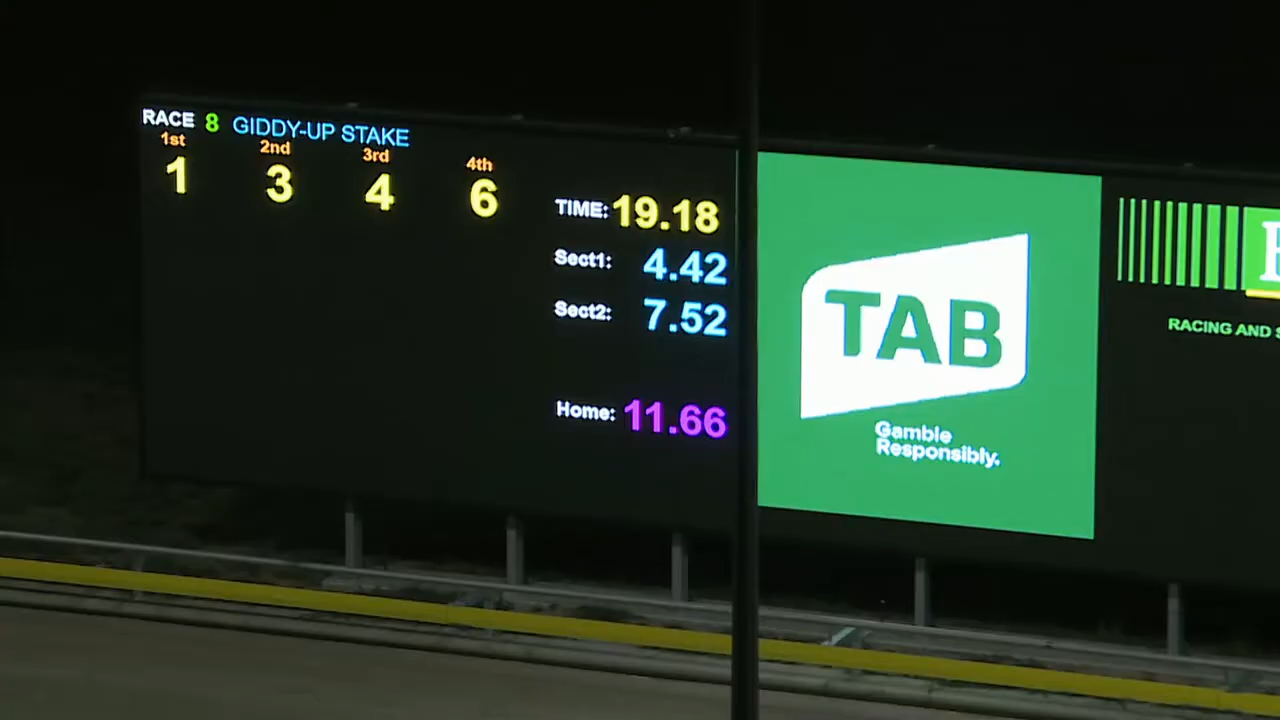 RACE 8 GIDDY-UP STAKE
1st 2nd 3rd 4th
1 3 4 6
TIME: 19.18
Sect1: 4.42
Sect2: 7.52
Home: 11.66
TAB
Gamble
Responsibly.
RACING AND